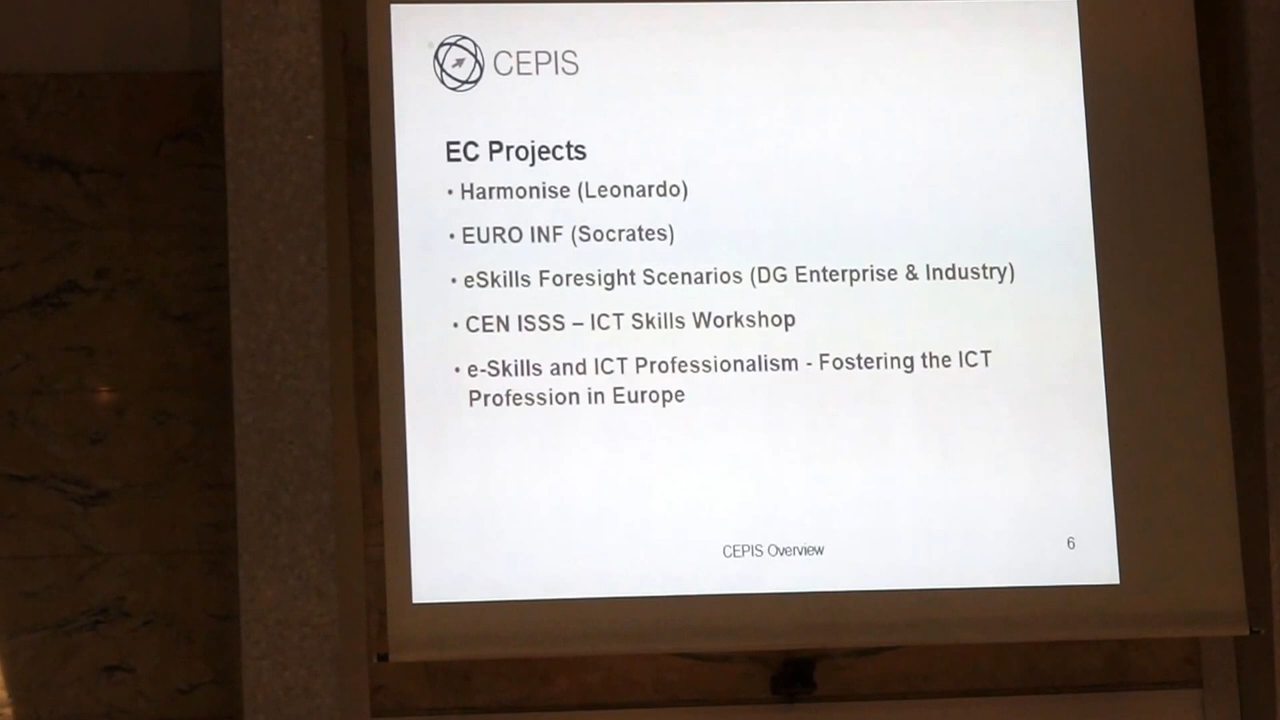 CEPIS
EC Projects
• Harmonise (Leonardo)
• EURO INF (Socrates)
• eSkills Foresight Scenarios (DG Enterprise & Industry)
• CEN ISSS – ICT Skills Workshop
• e-Skills and ICT Professionalism - Fostering the ICT
Profession in Europe
CEPIS Overview
6